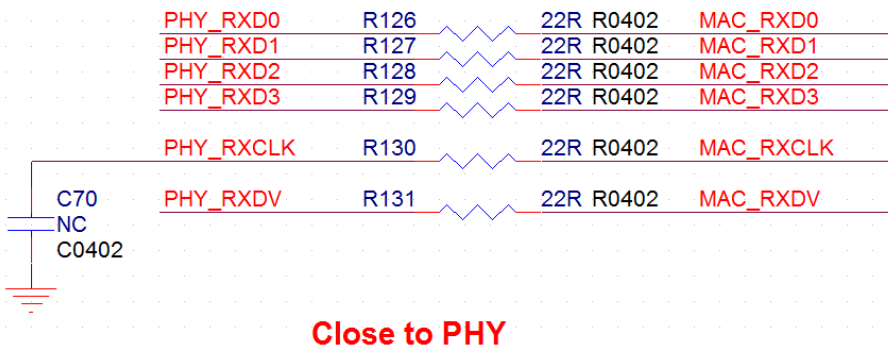 PHY_RXD0 R126 22R R0402 MAC_RXD0
PHY_RXD1 R127 22R R0402 MAC_RXD1
PHY_RXD2 R128 22R R0402 MAC_RXD2
PHY_RXD3 R129 22R R0402 MAC_RXD3
PHY_RXCLK R130 22R R0402 MAC_RXCLK
PHY_RXDV R131 22R R0402 MAC_RXDV
C70
NC
C0402
Close to PHY